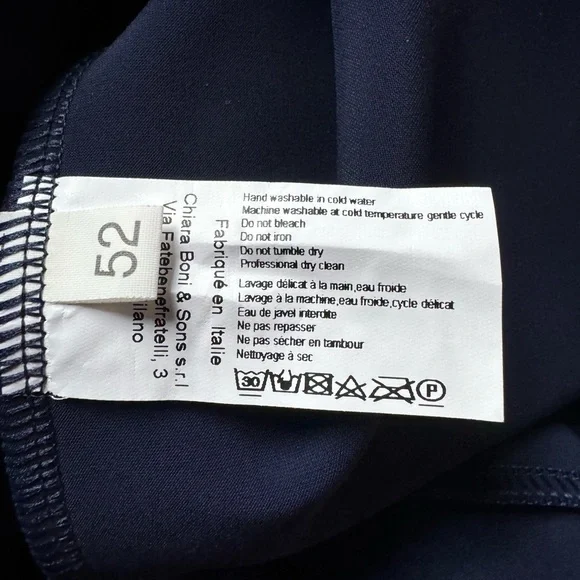 Hand washable in cold water
Machine washable at cold temperature gentle cycle
Do not bleach
Do not iron
Do not tumble dry
Professional dry clean
Lavage délicat à la main,eau froide
Lavage à la machine,eau froide,cycle délicat
Eau de javel interdite
Ne pas repasser
Ne pas sécher en tambour
Nettoyage à sec
30
P
Fabriqué en Italie
Chiara Boni & Sons s.r.l
Via Fatebenefratelli, 3
52